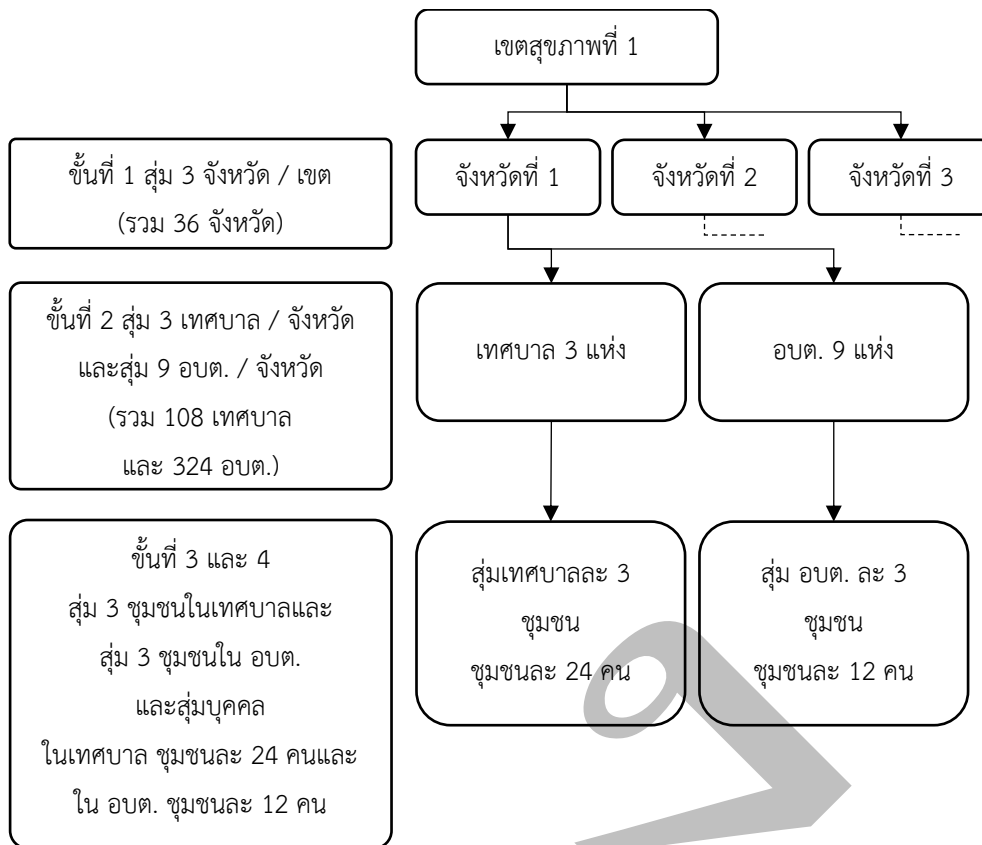 เขตสุขภาพที่ 1
ขั้นที่ 1 สุ่ม 3 จังหวัด / เขต
(รวม 36 จังหวัด)
จังหวัดที่ 1
จังหวัดที่ 2
จังหวัดที่ 3
ขั้นที่ 2 สุ่ม 3 เทศบาล / จังหวัด
และสุ่ม 9 อบต. / จังหวัด
(รวม 108 เทศบาล
และ 324 อบต.)
เทศบาล 3 แห่ง
อบต. 9 แห่ง
ขั้นที่ 3 และ 4
สุ่ม 3 ชุมชนในเทศบาลและ
สุ่ม 3 ชุมชนใน อบต.
และสุ่มบุคคล
ในเทศบาล ชุมชนละ 24 คนและ
ใน อบต. ชุมชนละ 12 คน
สุ่มเทศบาลละ 3
ชุมชน
ชุมชนละ 24 คน
สุ่ม อบต. ละ 3
ชุมชน
ชุมชนละ 12 คน